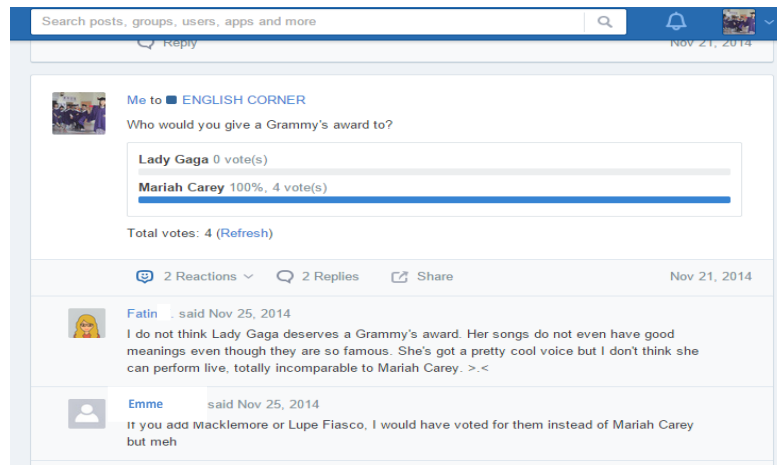 Search posts, groups, users, apps and more
Reply Nov 21, 2014
Me to ENGLISH CORNER
Who would you give a Grammy's award to?
Lady Gaga 0 vote(s)
Mariah Carey 100%, 4 vote(s)
Total votes: 4 (Refresh)
2 Reactions 2 Replies Share Nov 21, 2014
Fatin . said Nov 25, 2014
I do not think Lady Gaga deserves a Grammy's award. Her songs do not even have good
meanings even though they are so famous. She's got a pretty cool voice but I don't think she
can perform live, totally incomparable to Mariah Carey. >.<
Emme said Nov 25, 2014
If you add Macklemore or Lupe Fiasco, I would have voted for them instead of Mariah Carey
but meh